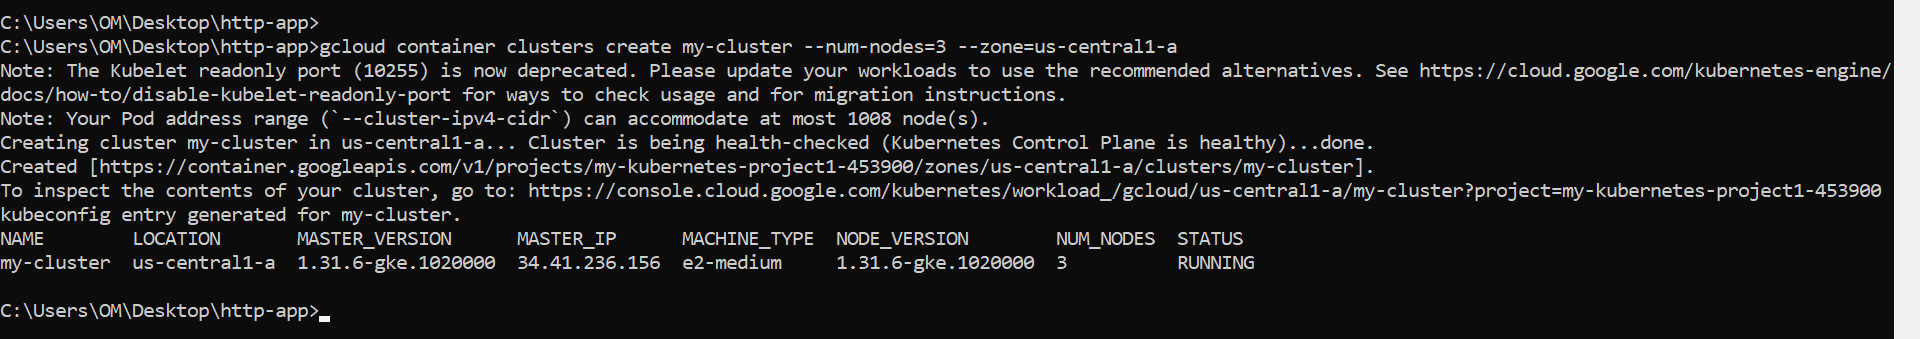 C:\Users\OM\Desktop\http-app>
C:\Users\OM\Desktop\http-app>gcloud container clusters create my-cluster --num-nodes=3 --zone=us-central1-a
Note: The Kubelet readonly port (10255) is now deprecated. Please update your workloads to use the recommended alternatives. See https://cloud.google.com/kubernetes-engine/
docs/how-to/disable-kubelet-readonly-port for ways to check usage and for migration instructions.
Note: Your Pod address range (`--cluster-ipv4-cidr`) can accommodate at most 1008 node(s).
Creating cluster my-cluster in us-central1-a... Cluster is being health-checked (Kubernetes Control Plane is healthy)...done.
Created [https://container.googleapis.com/v1/projects/my-kubernetes-project1-453900/zones/us-central1-a/clusters/my-cluster].
To inspect the contents of your cluster, go to: https://console.cloud.google.com/kubernetes/workload_/gcloud/us-central1-a/my-cluster?project=my-kubernetes-project1-453900
kubeconfig entry generated for my-cluster.
NAME        LOCATION       MASTER_VERSION      MASTER_IP      MACHINE_TYPE  NODE_VERSION        NUM_NODES  STATUS
my-cluster  us-central1-a  1.31.6-gke.1020000  34.41.236.156  e2-medium     1.31.6-gke.1020000  3          RUNNING
C:\Users\OM\Desktop\http-app>